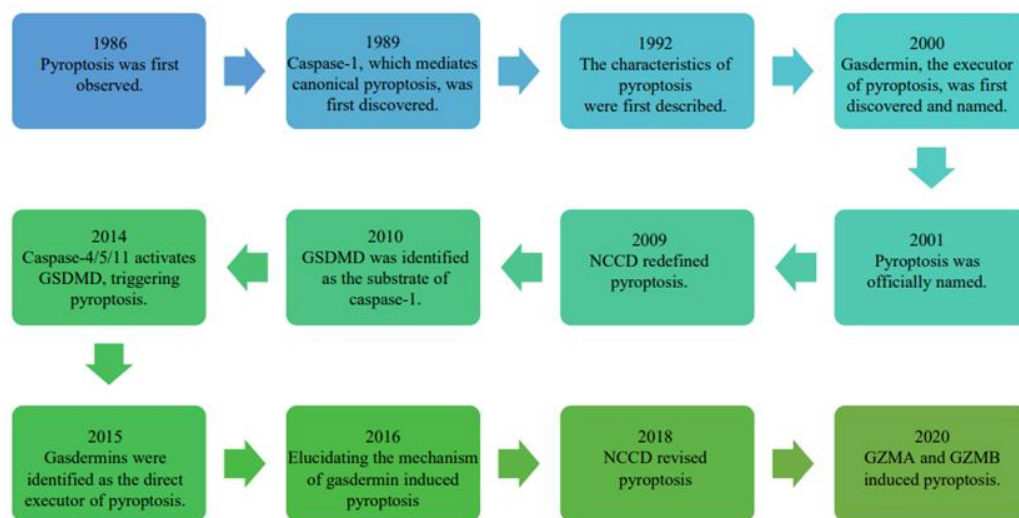 1986
Pyroptosis was first
observed.
1989
Caspase-1, which mediates
canonical pyroptosis, was
first discovered.
1992
The characteristics of
pyroptosis
were first described.
2000
Gasdermin, the executor
of pyroptosis, was first
discovered and named.
2001
Pyroptosis was
officially named.
2009
NCCD redefined
pyroptosis.
2010
GSDMD was identified
as the substrate of
caspase-1.
2014
Caspase-4/5/11 activates
GSDMD, triggering
pyroptosis.
2015
Gasdermins were
identified as the direct
executor of pyroptosis.
2016
Elucidating the mechanism
of gasdermin induced
pyroptosis
2018
NCCD revised
pyroptosis
2020
GZMA and GZMB
induced pyroptosis.